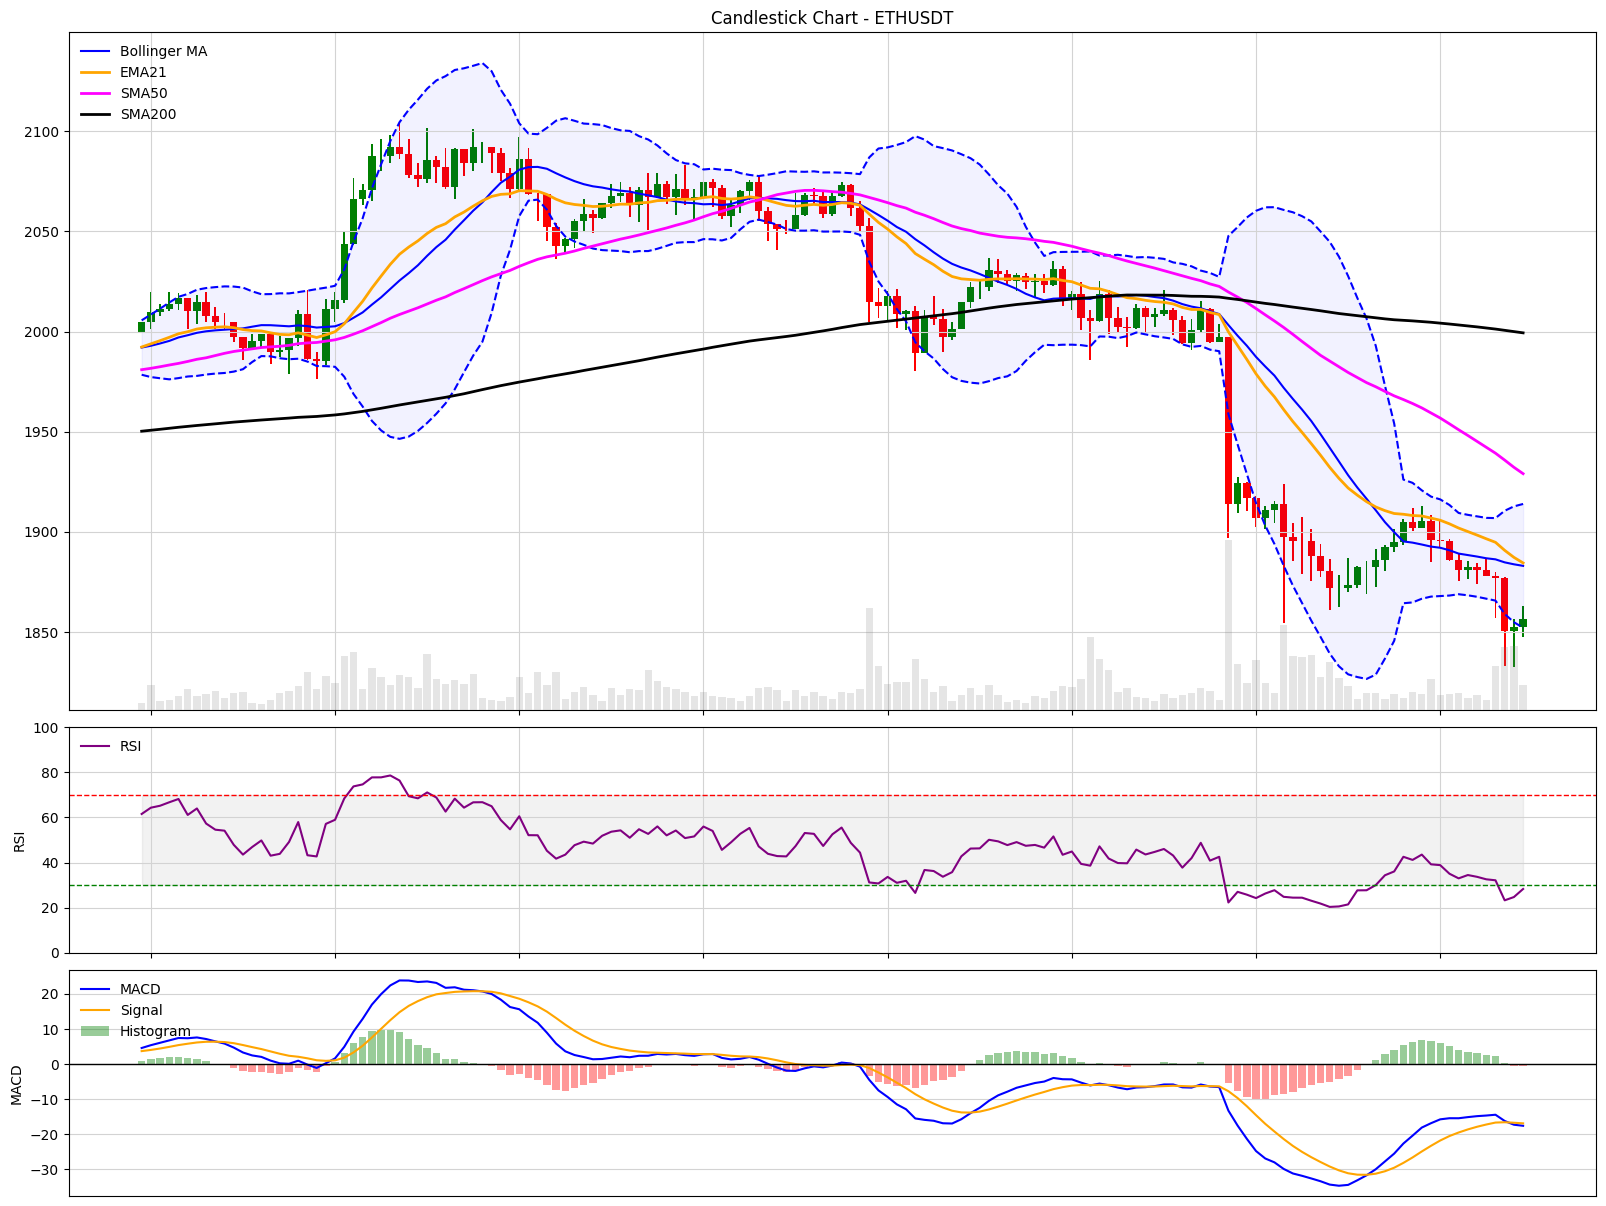 Candlestick Chart - ETHUSDT
Bollinger MA
EMA21
SMA50
SMA200
2100
2050
2000
1950
1900
1850
RSI
100
80
60
40
20
0
RSI
MACD
Signal
Histogram
20
10
0
−10
−20
−30
MACD